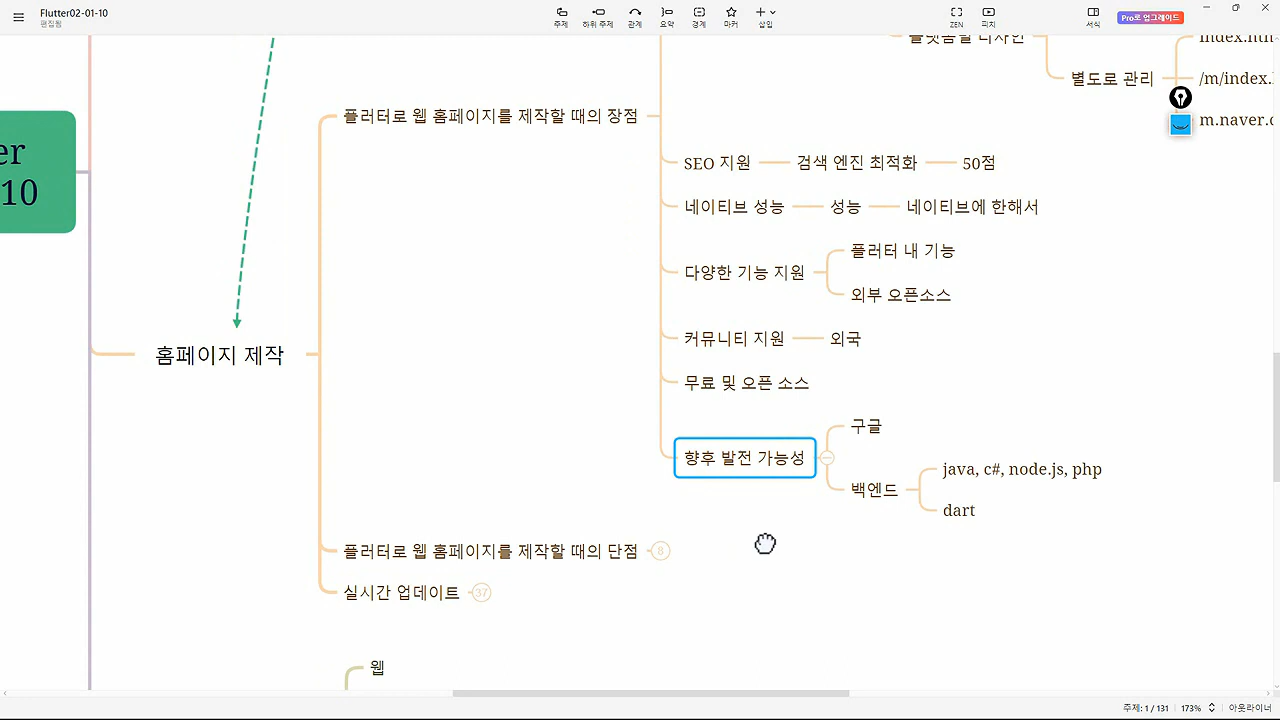 Flutter02-01-10
편집됨
주제
하위 주제
관계
요약
경계
마커
삽입
ZEN
피치
서식
Pro로 업그레이드
플랫폼별 디자인
별도로 관리
/m/index.
m.naver.c
er
10
플러터로 웹 홈페이지를 제작할 때의 장점
SEO 지원
검색 엔진 최적화
50점
네이티브 성능
성능
네이티브에 한해서
다양한 기능 지원
플러터 내 기능
외부 오픈소스
홈페이지 제작
커뮤니티 지원
외국
무료 및 오픈 소스
향후 발전 가능성
구글
백엔드
java, c#, node.js, php
dart
플러터로 웹 홈페이지를 제작할 때의 단점
8
실시간 업데이트
37
웹
주제: 1 / 131
173%
아웃라이너